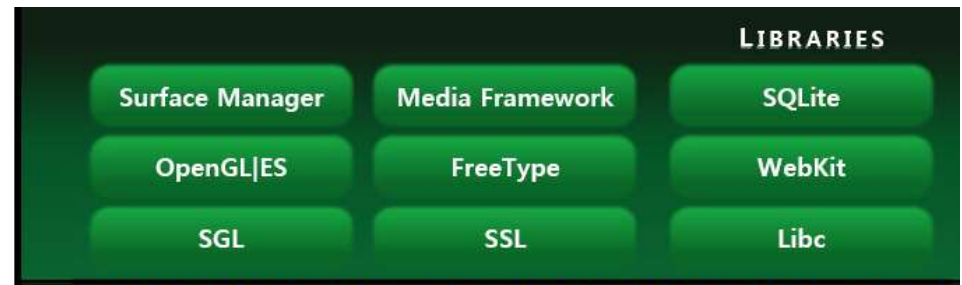 LIBRARIES
Surface Manager Media Framework SQLite
OpenGL|ES FreeType WebKit
SGL SSL Libc